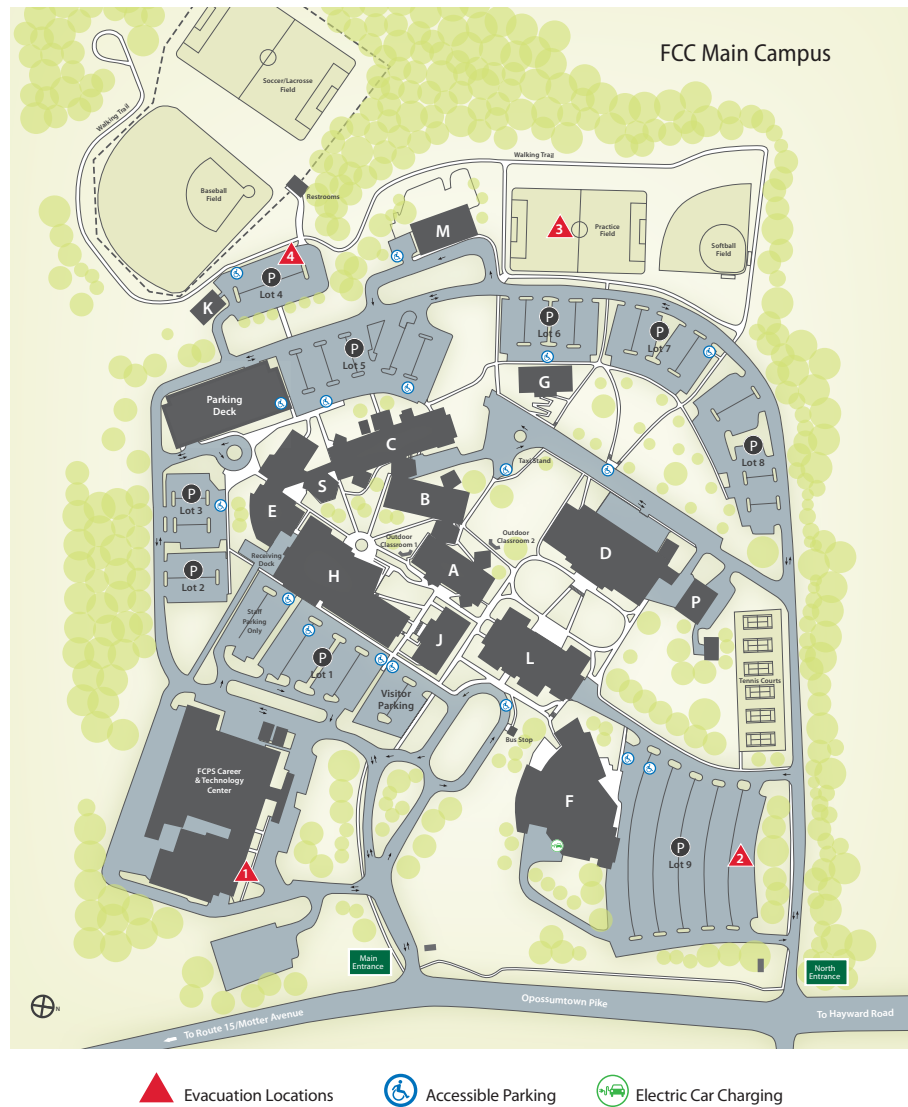 FCC Main Campus
Soccer/Lacrosse
Field
Walking Trail
Walking Trail
Baseball
Field
Restrooms
M
3
Practice
Field
Softball
Field
4
P
Lot 4
K
P
Lot 5
P
Lot 6
P
Lot 7
Parking
Deck
G
P
Lot 8
C
Taxi Stand
S
B
P
Lot 3
E
Outdoor
Classroom 1
Outdoor
Classroom 2
D
Receiving
Dock
P
Lot 2
H
A
P
Staff
Parking
Only
J
L
P
Lot 1
Tennis Courts
Visitor
Parking
Bus Stop
FCPS Career
& Technology
Center
F
P
Lot 9
2
1
Main
Entrance
North
Entrance
N
Opossumtown Pike
To Hayward Road
To Route 15/Motter Avenue
Evacuation Locations
Accessible Parking
Electric Car Charging